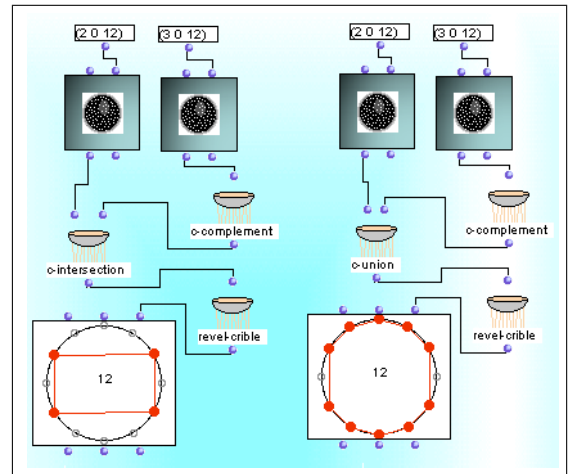 (2 0 12)
(3 0 12)
c-complement
c-intersection
revel-crible
12
(2 0 12)
(3 0 12)
c-complement
c-union
revel-crible
12